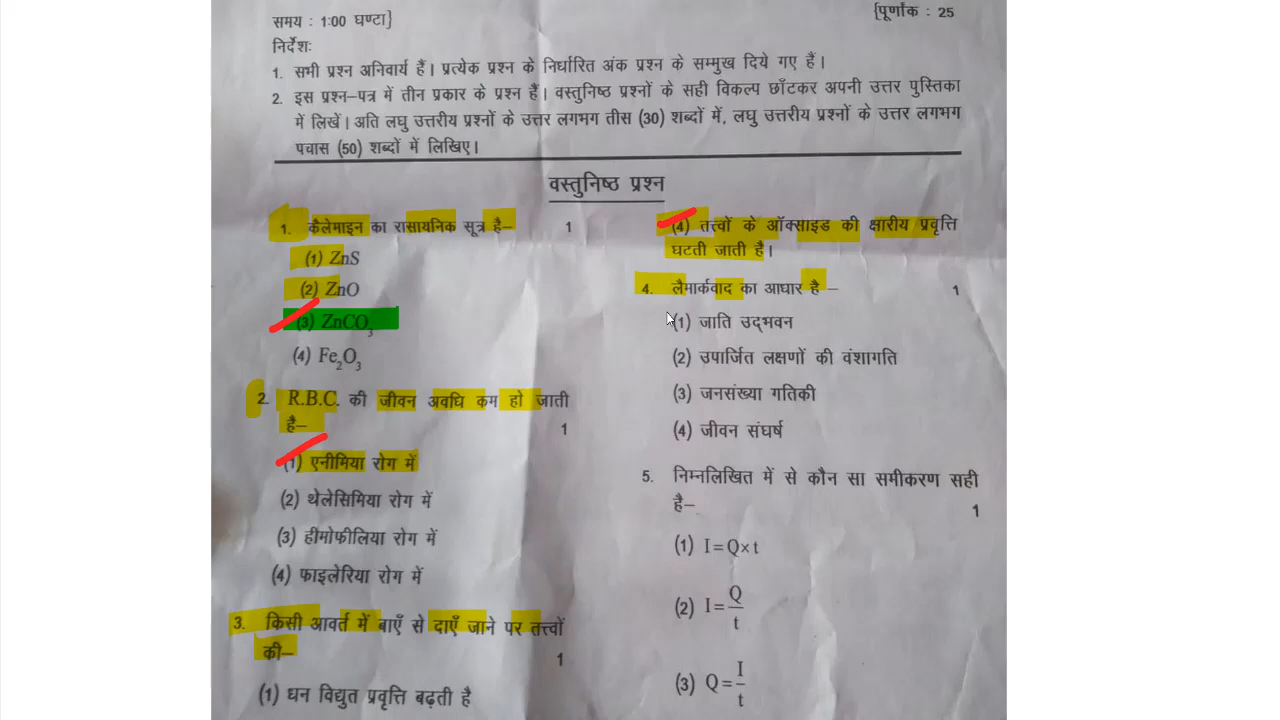 समय : 1:00 घण्टा}
{पूर्णांक : 25
निर्देशः
1. सभी प्रश्न अनिवार्य हैं। प्रत्येक प्रश्न के निर्धारित अंक प्रश्न के सम्मुख दिये गए हैं।
2. इस प्रश्न-पत्र में तीन प्रकार के प्रश्न हैं। वस्तुनिष्ठ प्रश्नों के सही विकल्प छाँटकर अपनी उत्तर पुस्तिका
में लिखें। अति लघु उत्तरीय प्रश्नों के उत्तर लगभग तीस (30) शब्दों में, लघु उत्तरीय प्रश्नों के उत्तर लगभग
पचास (50) शब्दों में लिखिए।
वस्तुनिष्ठ प्रश्न
1. कैलेमाइन का रासायनिक सूत्र है– 1
(1) ZnS
(2) ZnO
(3) ZnCO₃
(4) Fe₂O₃
2. R.B.C. की जीवन अवधि कम हो जाती
है– 1
(1) एनीमिया रोग में
(2) थेलेसिमिया रोग में
(3) हीमोफीलिया रोग में
(4) फाइलेरिया रोग में
3. किसी आवर्त में बाएँ से दाएँ जाने पर तत्त्वों
की– 1
(1) धन विद्युत प्रवृत्ति बढ़ती है
(4) तत्त्वों के ऑक्साइड की क्षारीय प्रवृत्ति
घटती जाती है।
4. लैमार्कवाद का आधार है – 1
(1) जाति उद्भवन
(2) उपार्जित लक्षणों की वंशागति
(3) जनसंख्या गतिकी
(4) जीवन संघर्ष
5. निम्नलिखित में से कौन सा समीकरण सही
है– 1
(1) I=Q×t
(2) I=Q/t
(3) Q=I/t